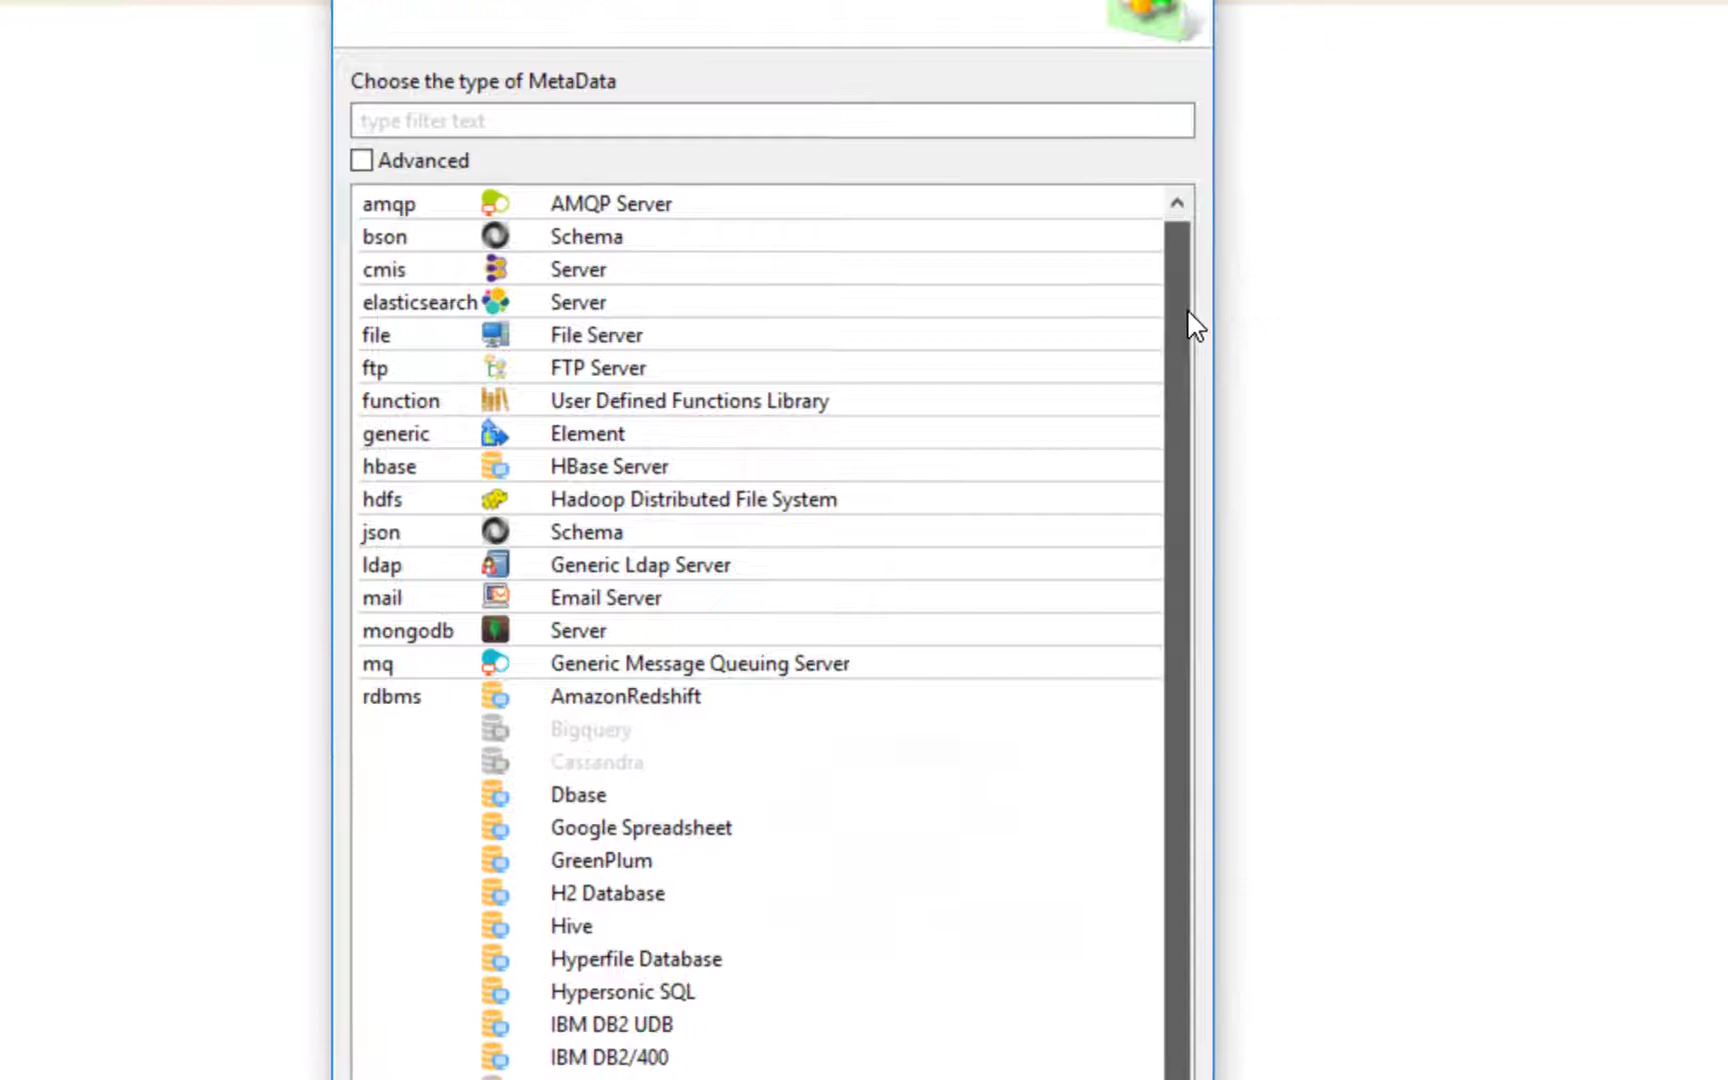 Choose the type of MetaData
type filter text
Advanced
amqp AMQP Server
bson Schema
cmis Server
elasticsearch Server
file File Server
ftp FTP Server
function User Defined Functions Library
generic Element
hbase HBase Server
hdfs Hadoop Distributed File System
json Schema
ldap Generic Ldap Server
mail Email Server
mongodb Server
mq Generic Message Queuing Server
rdbms AmazonRedshift
Bigquery
Cassandra
Dbase
Google Spreadsheet
GreenPlum
H2 Database
Hive
Hyperfile Database
Hypersonic SQL
IBM DB2 UDB
IBM DB2/400